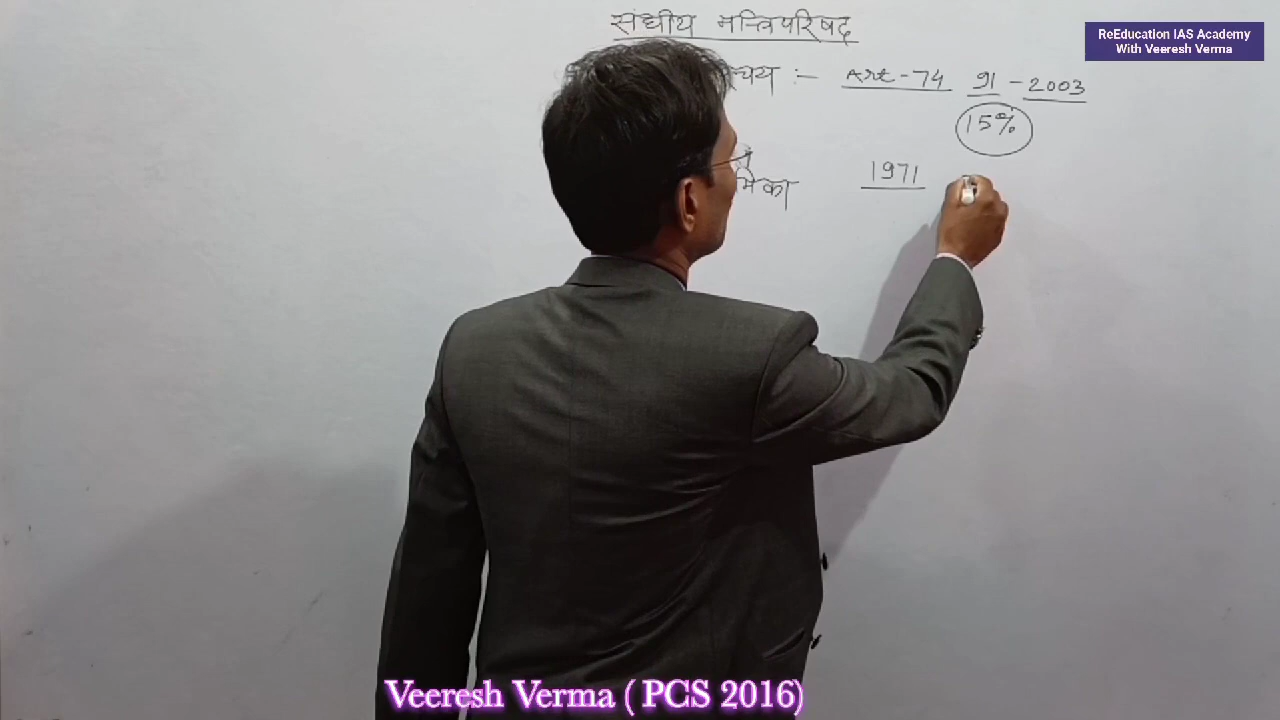 संघीय मन्त्रिपरिषद
ReEducation IAS Academy
With Veeresh Verma
:- Art-74 91 - 2003
15%
1971
Veeresh Verma ( PCS 2016)